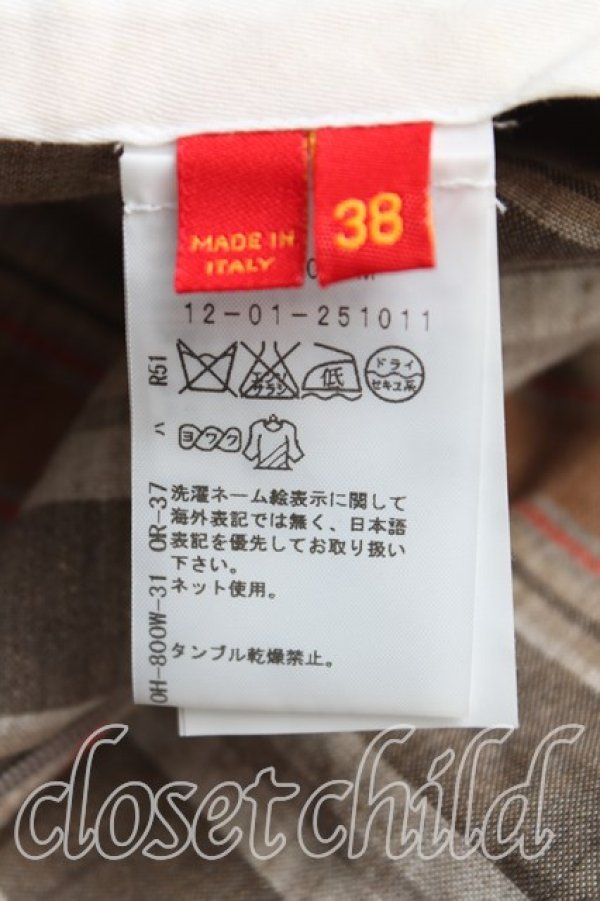 MADE IN
ITALY
38
12-01-251011
低
ドライ
セキユ系
ヨワク
洗濯ネーム絵表示に関して
海外表記では無く、日本語
表記を優先してお取り扱い
下さい。
ネット使用。
タンブル乾燥禁止。
OH-800W-31 OR-37 ハ R51
closetchild